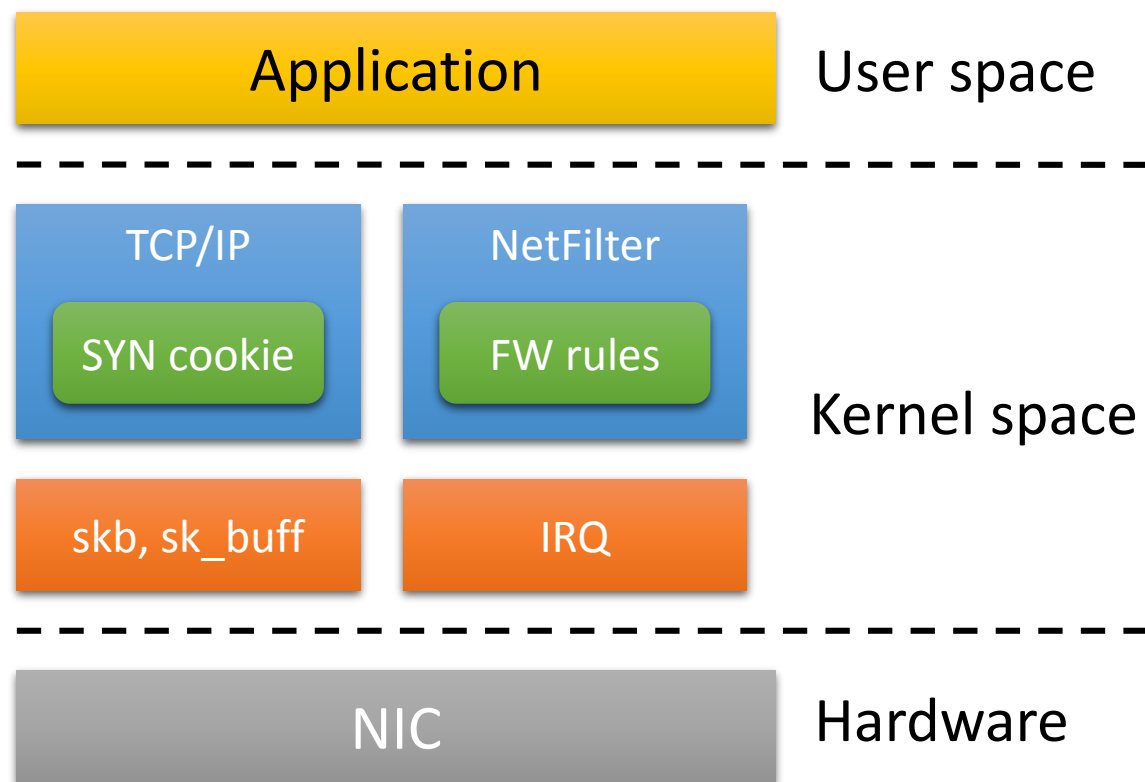 Application
User space
TCP/IP
NetFilter
SYN cookie
FW rules
Kernel space
skb, sk_buff
IRQ
NIC
Hardware